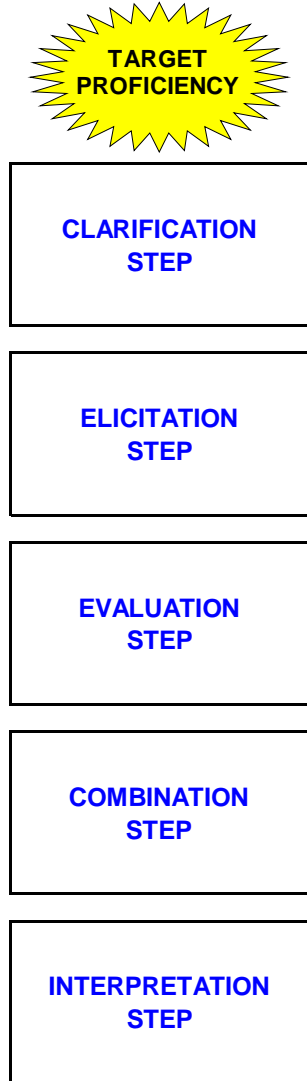 TARGET
PROFICIENCY
CLARIFICATION
STEP
ELICITATION
STEP
EVALUATION
STEP
COMBINATION
STEP
INTERPRETATION
STEP